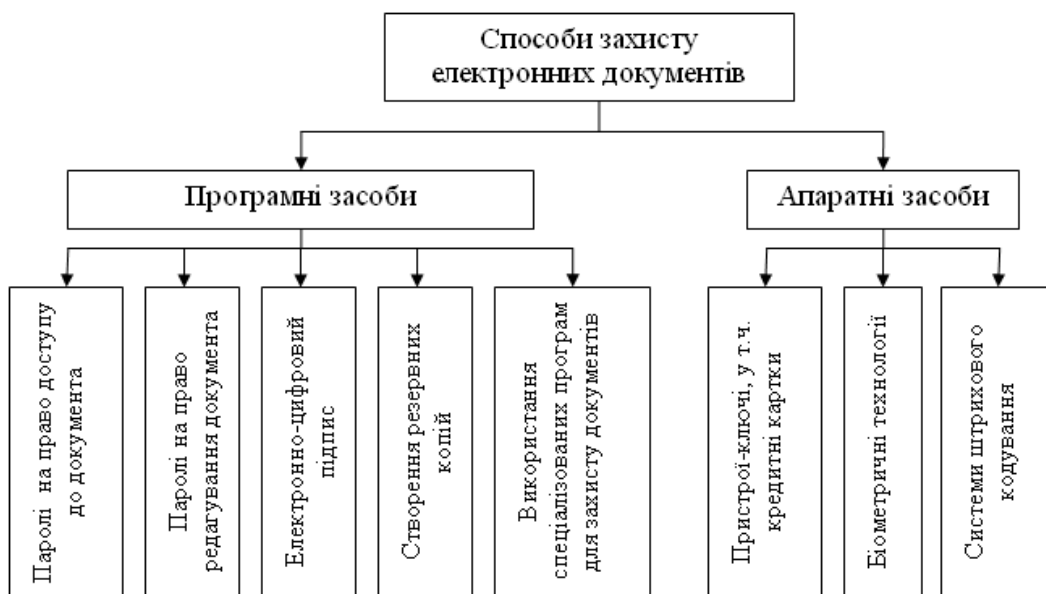 Способи захисту
електронних документів
Програмні засоби
Апаратні засоби
Паролі на право доступу
до документа
Паролі на право
редагування документа
Електронно-цифровий
підпис
Створення резервних
копій
Використання
спеціалізованих програм
для захисту документів
Пристрої-ключі, у т.ч.
кредитні картки
Біометричні технології
Системи штрихового
кодування